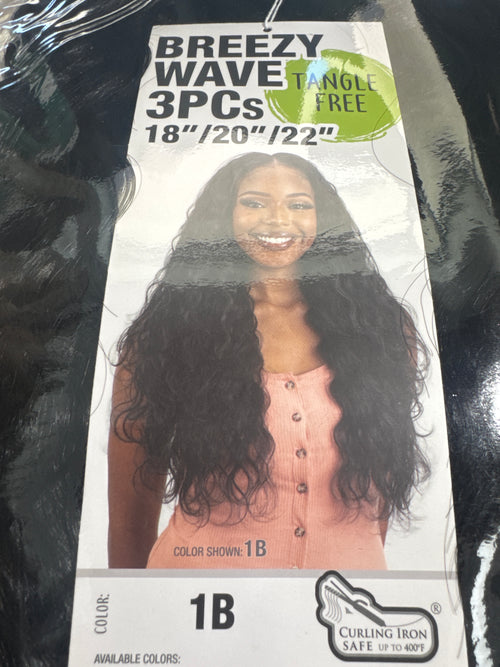 BREEZY
WAVE
3PCs
18"/20"/22"
TANGLE
FREE
COLOR SHOWN: 1B
COLOR:
1B
CURLING IRON
SAFE UP TO 400°F
®
AVAILABLE COLORS: